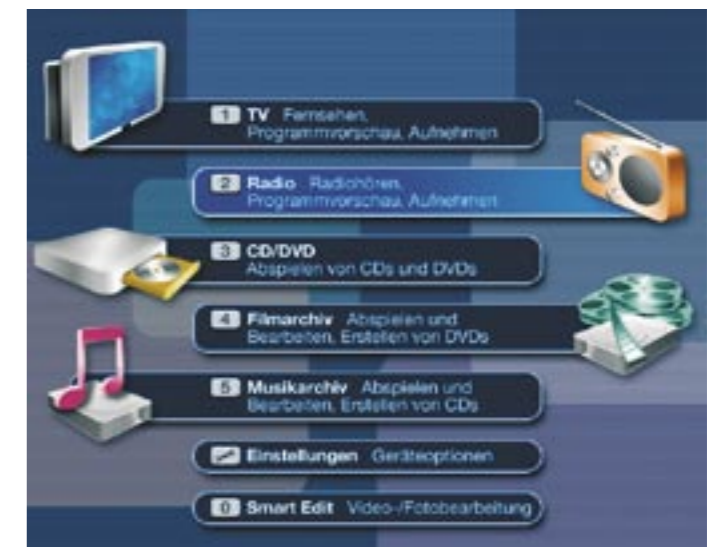 1 TV Fernsehen,
Programmvorschau, Aufnehmen
2 Radio Radiohören,
Programmvorschau, Aufnehmen
3 CD/DVD
Abspielen von CDs und DVDs
4 Filmarchiv Abspielen und
Bearbeiten, Erstellen von DVDs
5 Musikarchiv Abspielen und
Bearbeiten, Erstellen von CDs
Einstellungen Geräteoptionen
0 Smart Edit Video-/Fotobearbeitung